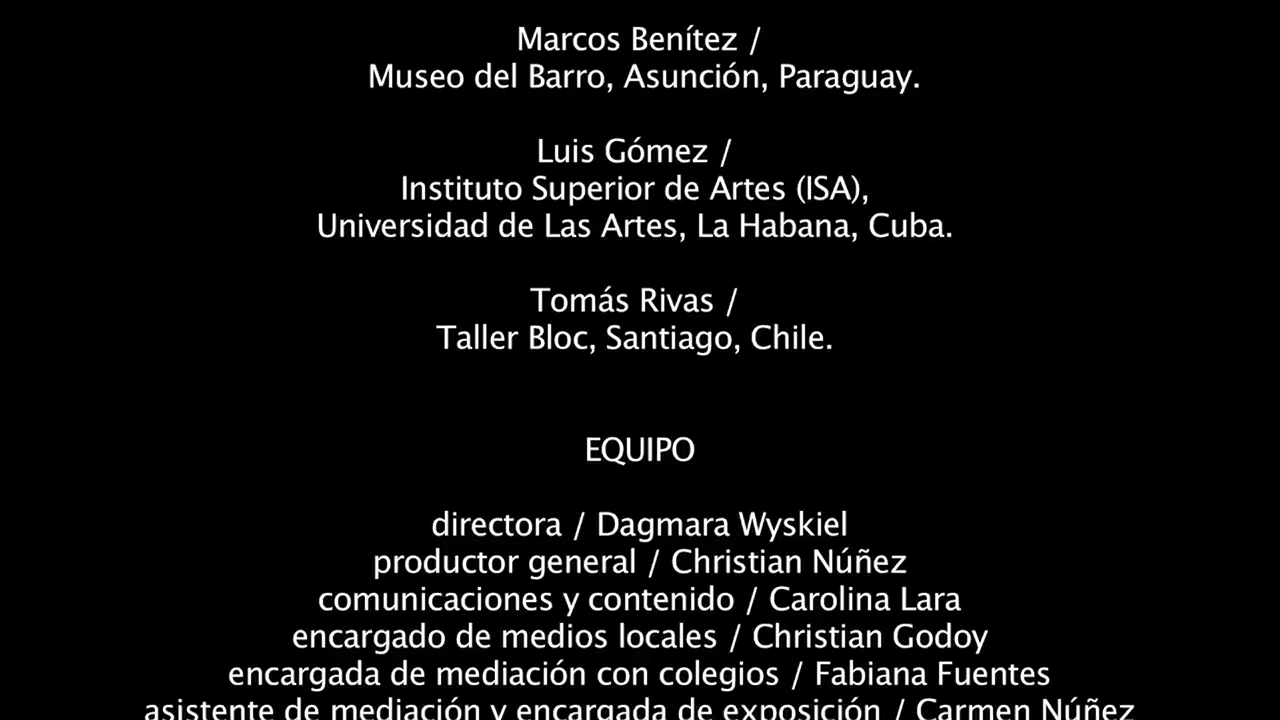 Marcos Benítez /
Museo del Barro, Asunción, Paraguay.
Luis Gómez /
Instituto Superior de Artes (ISA),
Universidad de Las Artes, La Habana, Cuba.
Tomás Rivas /
Taller Bloc, Santiago, Chile.
EQUIPO
directora / Dagmara Wyskiel
productor general / Christian Núñez
comunicaciones y contenido / Carolina Lara
encargado de medios locales / Christian Godoy
encargada de mediación con colegios / Fabiana Fuentes
asistente de mediación y encargada de exposición / Carmen Núñez